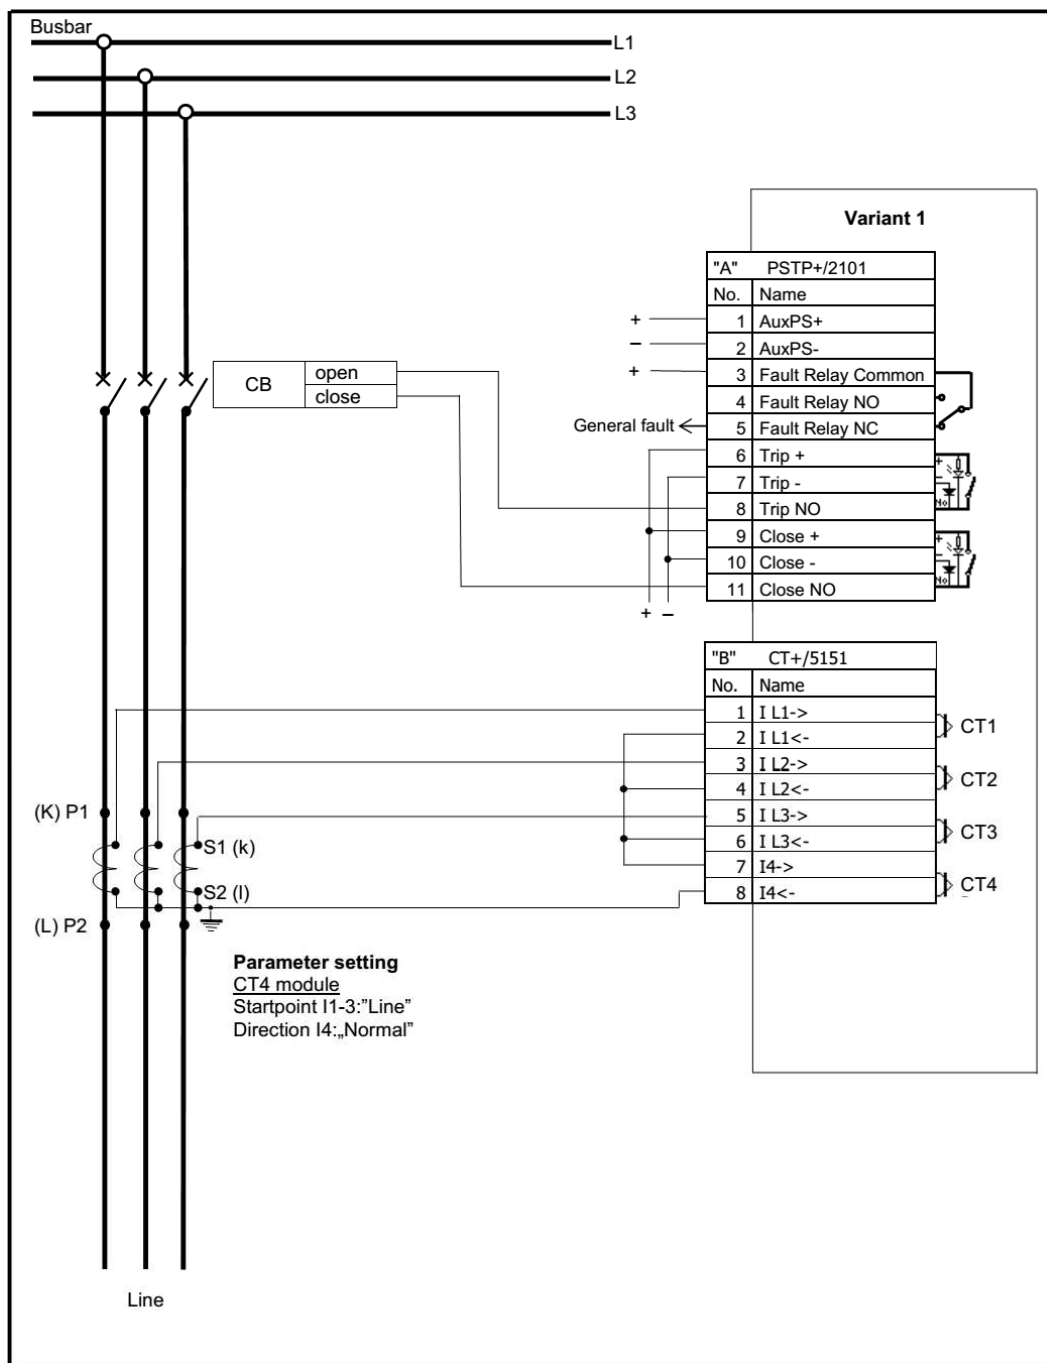 Busbar
L1
L2
L3
Variant 1
"A" PSTP+/2101
No. Name
+ 1 AuxPS+
– 2 AuxPS-
+ 3 Fault Relay Common
4 Fault Relay NO
General fault 5 Fault Relay NC
6 Trip +
7 Trip -
8 Trip NO
9 Close +
10 Close -
11 Close NO
+ –
CB open
close
"B" CT+/5151
No. Name
1 I L1->
2 I L1<-
CT1
3 I L2->
4 I L2<-
CT2
5 I L3->
6 I L3<-
CT3
7 I4->
8 I4<-
CT4
(K) P1
S1 (k)
S2 (l)
(L) P2
Parameter setting
CT4 module
Startpoint I1-3:”Line”
Direction I4:„Normal”
Line